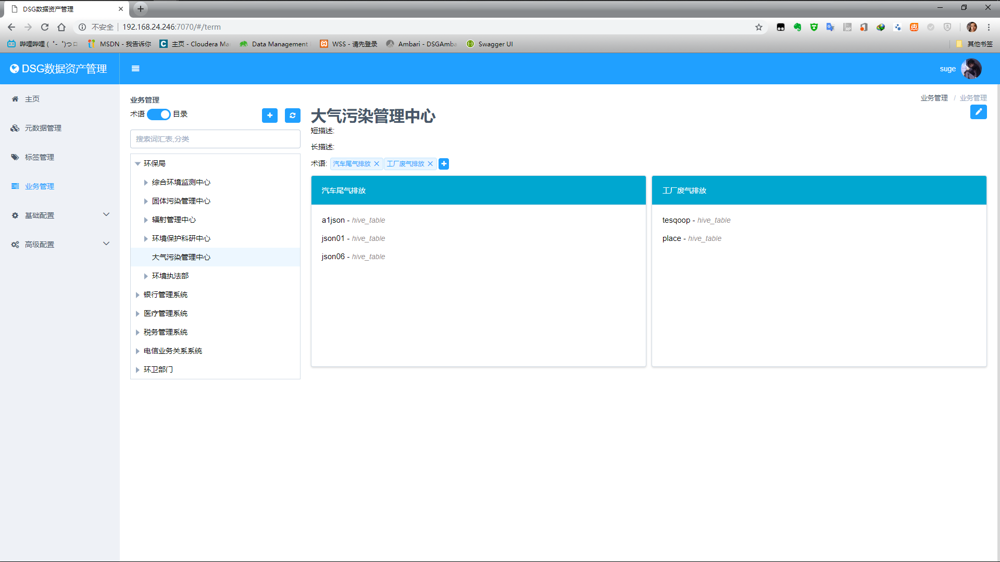 DSG数据资产管理
不安全 192.168.24.246:7070/#/term
哔哩哔哩 ( ゜- ゜)つロ MSDN - 我告诉你 主页 - Cloudera Ma Data Management WSS - 请先登录 Ambari - DSGAmba Swagger UI 其他书签
DSG数据资产管理
suge
主页
元数据管理
标签管理
业务管理
基础配置
高级配置
业务管理
术语 目录
搜索词汇表,分类
环保局
综合环境监测中心
固体污染管理中心
辐射管理中心
环境保护科研中心
大气污染管理中心
环境执法部
银行管理系统
医疗管理系统
税务管理系统
电信业务关系系统
环卫部门
业务管理 / 业务管理
大气污染管理中心
短描述:
长描述:
术语: 汽车尾气排放 工厂废气排放
汽车尾气排放
a1json - hive_table
json01 - hive_table
json06 - hive_table
工厂废气排放
tesqoop - hive_table
place - hive_table